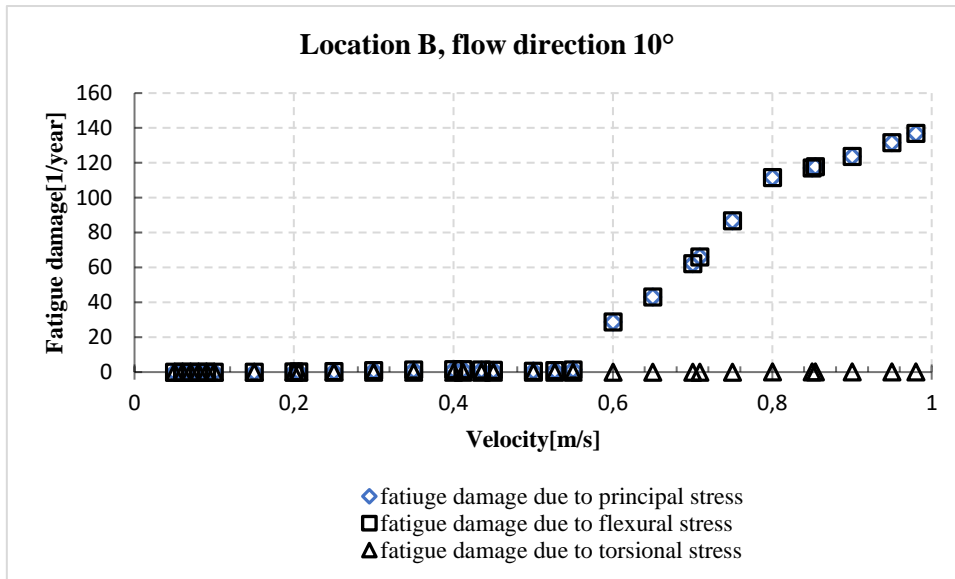 Location B, flow direction 10°
Fatigue damage[1/year]
160
140
120
100
80
60
40
20
0
0
0,2
0,4
0,6
0,8
1
Velocity[m/s]
fatiuge damage due to principal stress
fatigue damage due to flexural stress
fatigue damage due to torsional stress